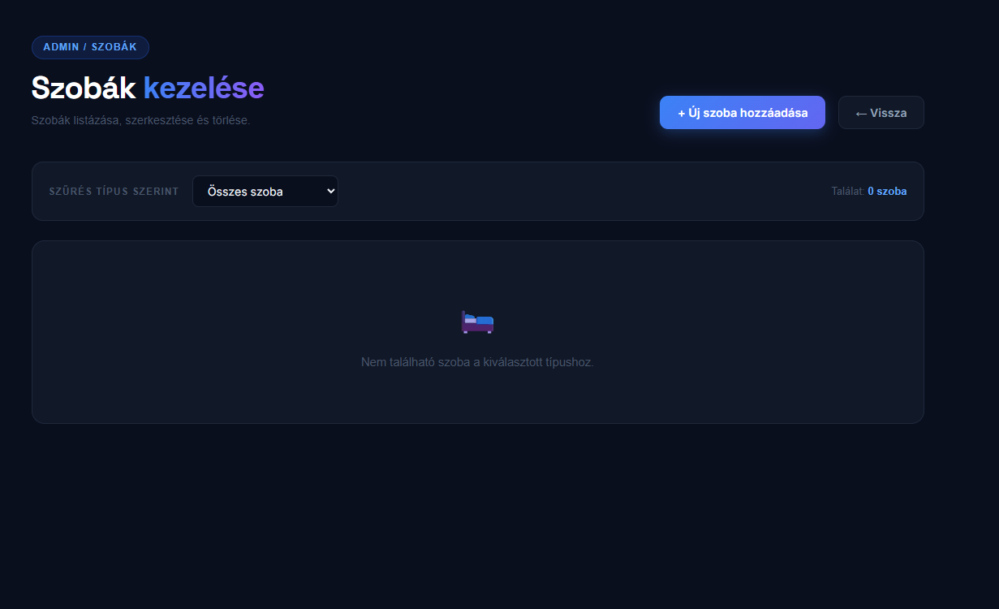 ADMIN / SZOBÁK
Szobák kezelése
Szobák listázása, szerkesztése és törlése.
+ Új szoba hozzáadása
← Vissza
SZŰRÉS TÍPUS SZERINT
Összes szoba
Találat: 0 szoba
Nem található szoba a kiválasztott típushoz.